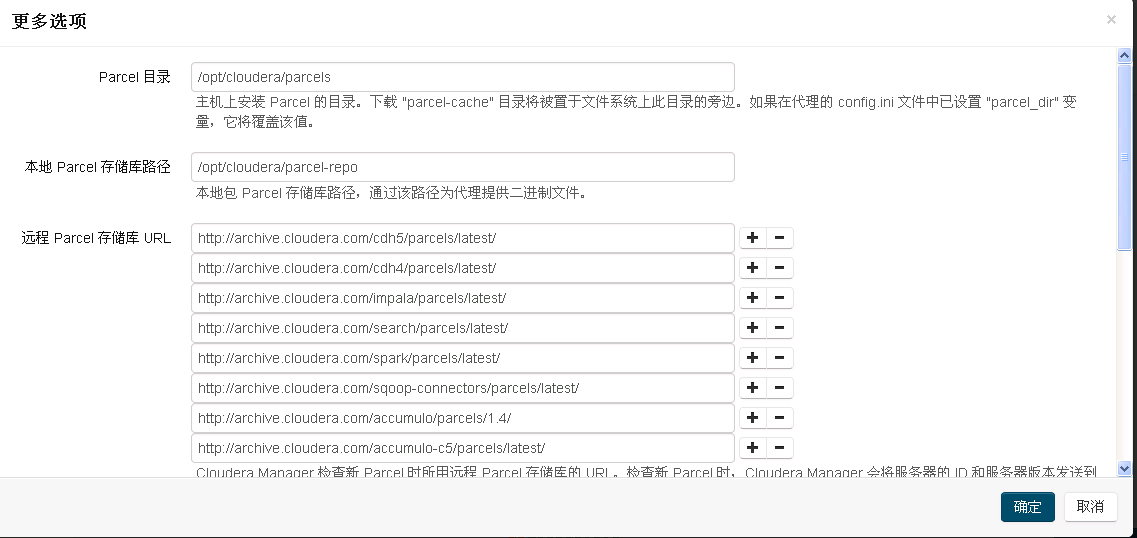 更多选项
×
Parcel 目录
/opt/cloudera/parcels
主机上安装 Parcel 的目录。下载 "parcel-cache" 目录将被置于文件系统上此目录的旁边。如果在代理的 config.ini 文件中已设置 "parcel_dir" 变
量，它将覆盖该值。
本地 Parcel 存储库路径
/opt/cloudera/parcel-repo
本地包 Parcel 存储库路径，通过该路径为代理提供二进制文件。
远程 Parcel 存储库 URL
http://archive.cloudera.com/cdh5/parcels/latest/
http://archive.cloudera.com/cdh4/parcels/latest/
http://archive.cloudera.com/impala/parcels/latest/
http://archive.cloudera.com/search/parcels/latest/
http://archive.cloudera.com/spark/parcels/latest/
http://archive.cloudera.com/sqoop-connectors/parcels/latest/
http://archive.cloudera.com/accumulo/parcels/1.4/
http://archive.cloudera.com/accumulo-c5/parcels/latest/
Cloudera Manager 检查新 Parcel 时所用远程 Parcel 存储库的 URL。检查新 Parcel 时，Cloudera Manager 会将服务器的 ID 和服务器版本发送到
确定
取消